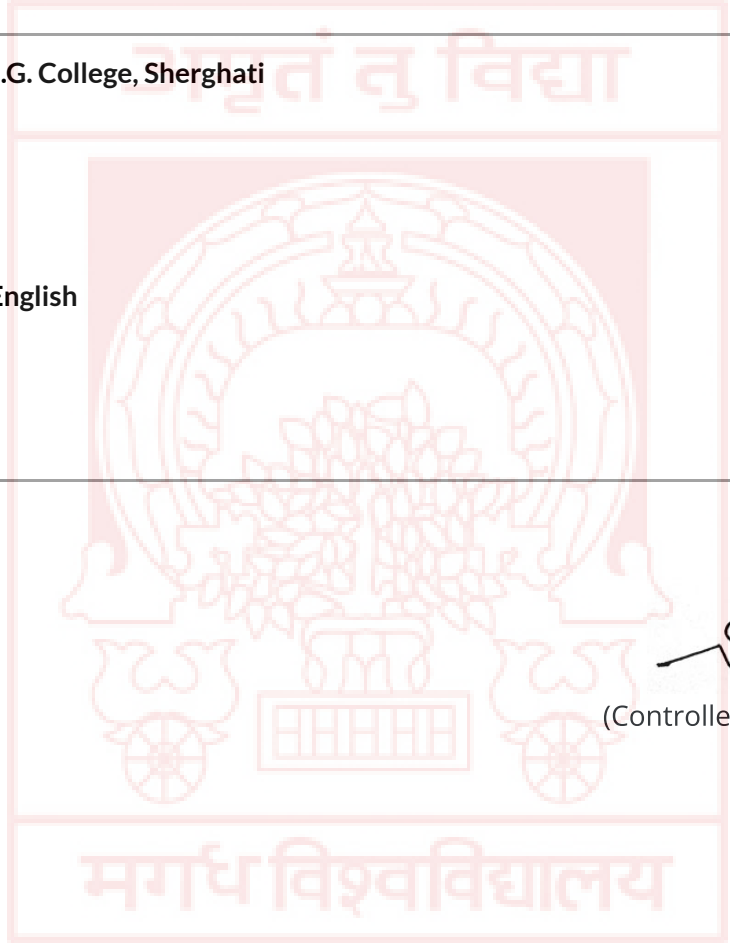 अमृतं तु विद्या
.G. College, Sherghati
English
(Controlle
मगध विश्वविद्यालय